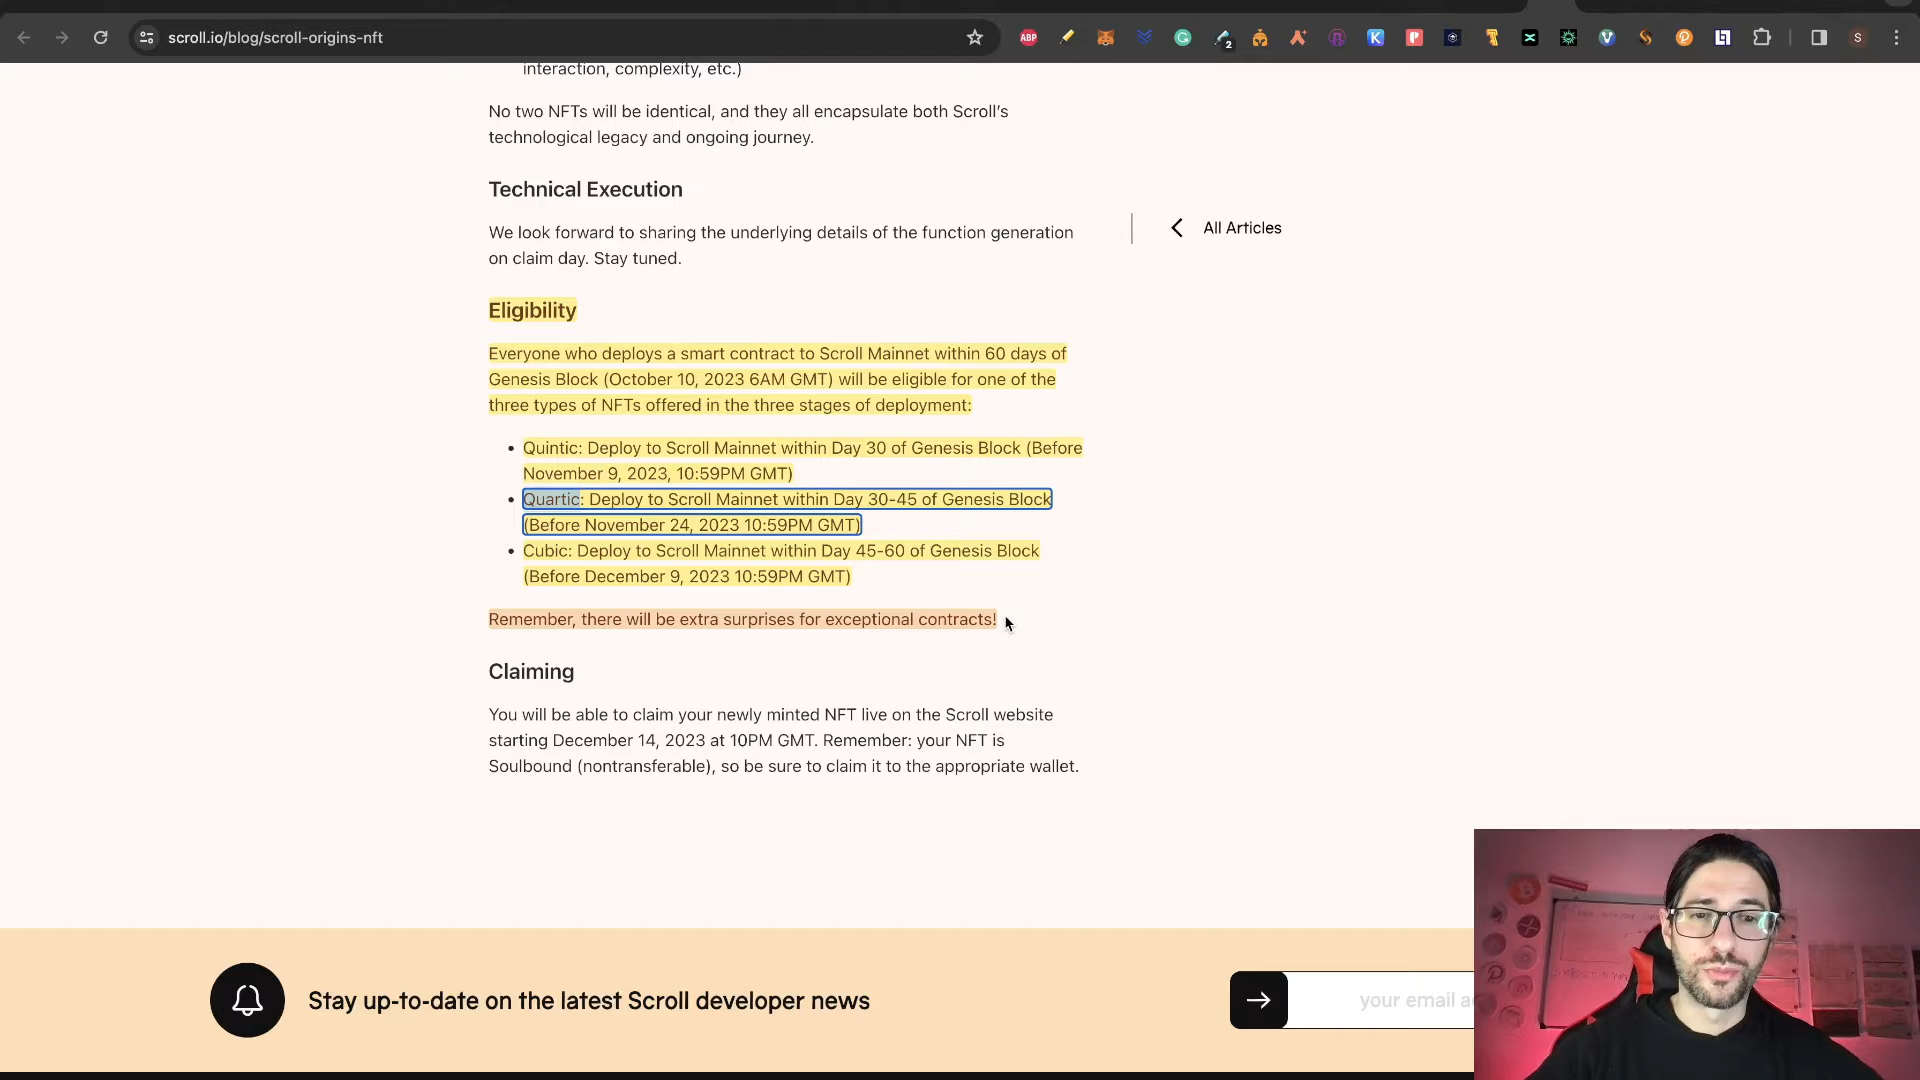 scroll.io/blog/scroll-origins-nft
ABP
2
K
P
S
interaction, complexity, etc.)
No two NFTs will be identical, and they all encapsulate both Scroll's
technological legacy and ongoing journey.
Technical Execution
We look forward to sharing the underlying details of the function generation
on claim day. Stay tuned.
All Articles
Eligibility
Everyone who deploys a smart contract to Scroll Mainnet within 60 days of
Genesis Block (October 10, 2023 6AM GMT) will be eligible for one of the
three types of NFTs offered in the three stages of deployment:
• Quintic: Deploy to Scroll Mainnet within Day 30 of Genesis Block (Before
November 9, 2023, 10:59PM GMT)
• Quartic: Deploy to Scroll Mainnet within Day 30-45 of Genesis Block
(Before November 24, 2023 10:59PM GMT)
• Cubic: Deploy to Scroll Mainnet within Day 45-60 of Genesis Block
(Before December 9, 2023 10:59PM GMT)
Remember, there will be extra surprises for exceptional contracts!
Claiming
You will be able to claim your newly minted NFT live on the Scroll website
starting December 14, 2023 at 10PM GMT. Remember: your NFT is
Soulbound (nontransferable), so be sure to claim it to the appropriate wallet.
Stay up-to-date on the latest Scroll developer news
your email a